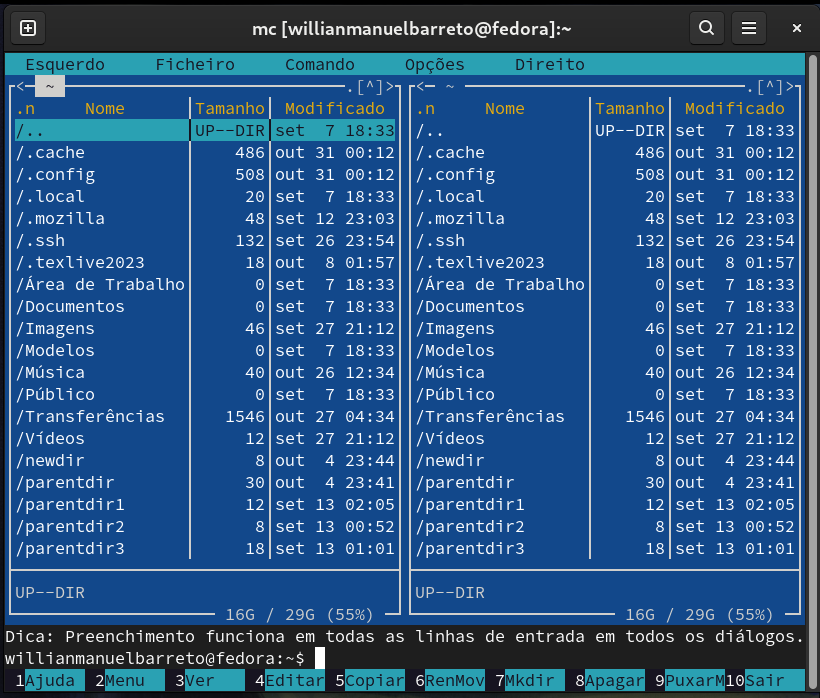 mc [willianmanuelbarreto@fedora]:~
Esquerdo Ficheiro Comando Opções Direito
<- ~ .[^]> <- ~ .[^]>
.n Nome Tamanho Modificado .n Nome Tamanho Modificado
/.. UP--DIR set 7 18:33 /.. UP--DIR set 7 18:33
/.cache 486 out 31 00:12 /.cache 486 out 31 00:12
/.config 508 out 31 00:12 /.config 508 out 31 00:12
/.local 20 set 7 18:33 /.local 20 set 7 18:33
/.mozilla 48 set 12 23:03 /.mozilla 48 set 12 23:03
/.ssh 132 set 26 23:54 /.ssh 132 set 26 23:54
/.texlive2023 18 out 8 01:57 /.texlive2023 18 out 8 01:57
/Área de Trabalho 0 set 7 18:33 /Área de Trabalho 0 set 7 18:33
/Documentos 0 set 7 18:33 /Documentos 0 set 7 18:33
/Imagens 46 set 27 21:12 /Imagens 46 set 27 21:12
/Modelos 0 set 7 18:33 /Modelos 0 set 7 18:33
/Música 40 out 26 12:34 /Música 40 out 26 12:34
/Público 0 set 7 18:33 /Público 0 set 7 18:33
/Transferências 1546 out 27 04:34 /Transferências 1546 out 27 04:34
/Vídeos 12 set 27 21:12 /Vídeos 12 set 27 21:12
/newdir 8 out 4 23:44 /newdir 8 out 4 23:44
/parentdir 30 out 4 23:41 /parentdir 30 out 4 23:41
/parentdir1 12 set 13 02:05 /parentdir1 12 set 13 02:05
/parentdir2 8 set 13 00:52 /parentdir2 8 set 13 00:52
/parentdir3 18 set 13 01:01 /parentdir3 18 set 13 01:01
UP--DIR UP--DIR
16G / 29G (55%) 16G / 29G (55%)
Dica: Preenchimento funciona em todas as linhas de entrada em todos os diálogos.
willianmanuelbarreto@fedora:~$
1Ajuda 2Menu 3Ver 4Editar 5Copiar 6RenMov 7Mkdir 8Apagar 9PuxarM10Sair